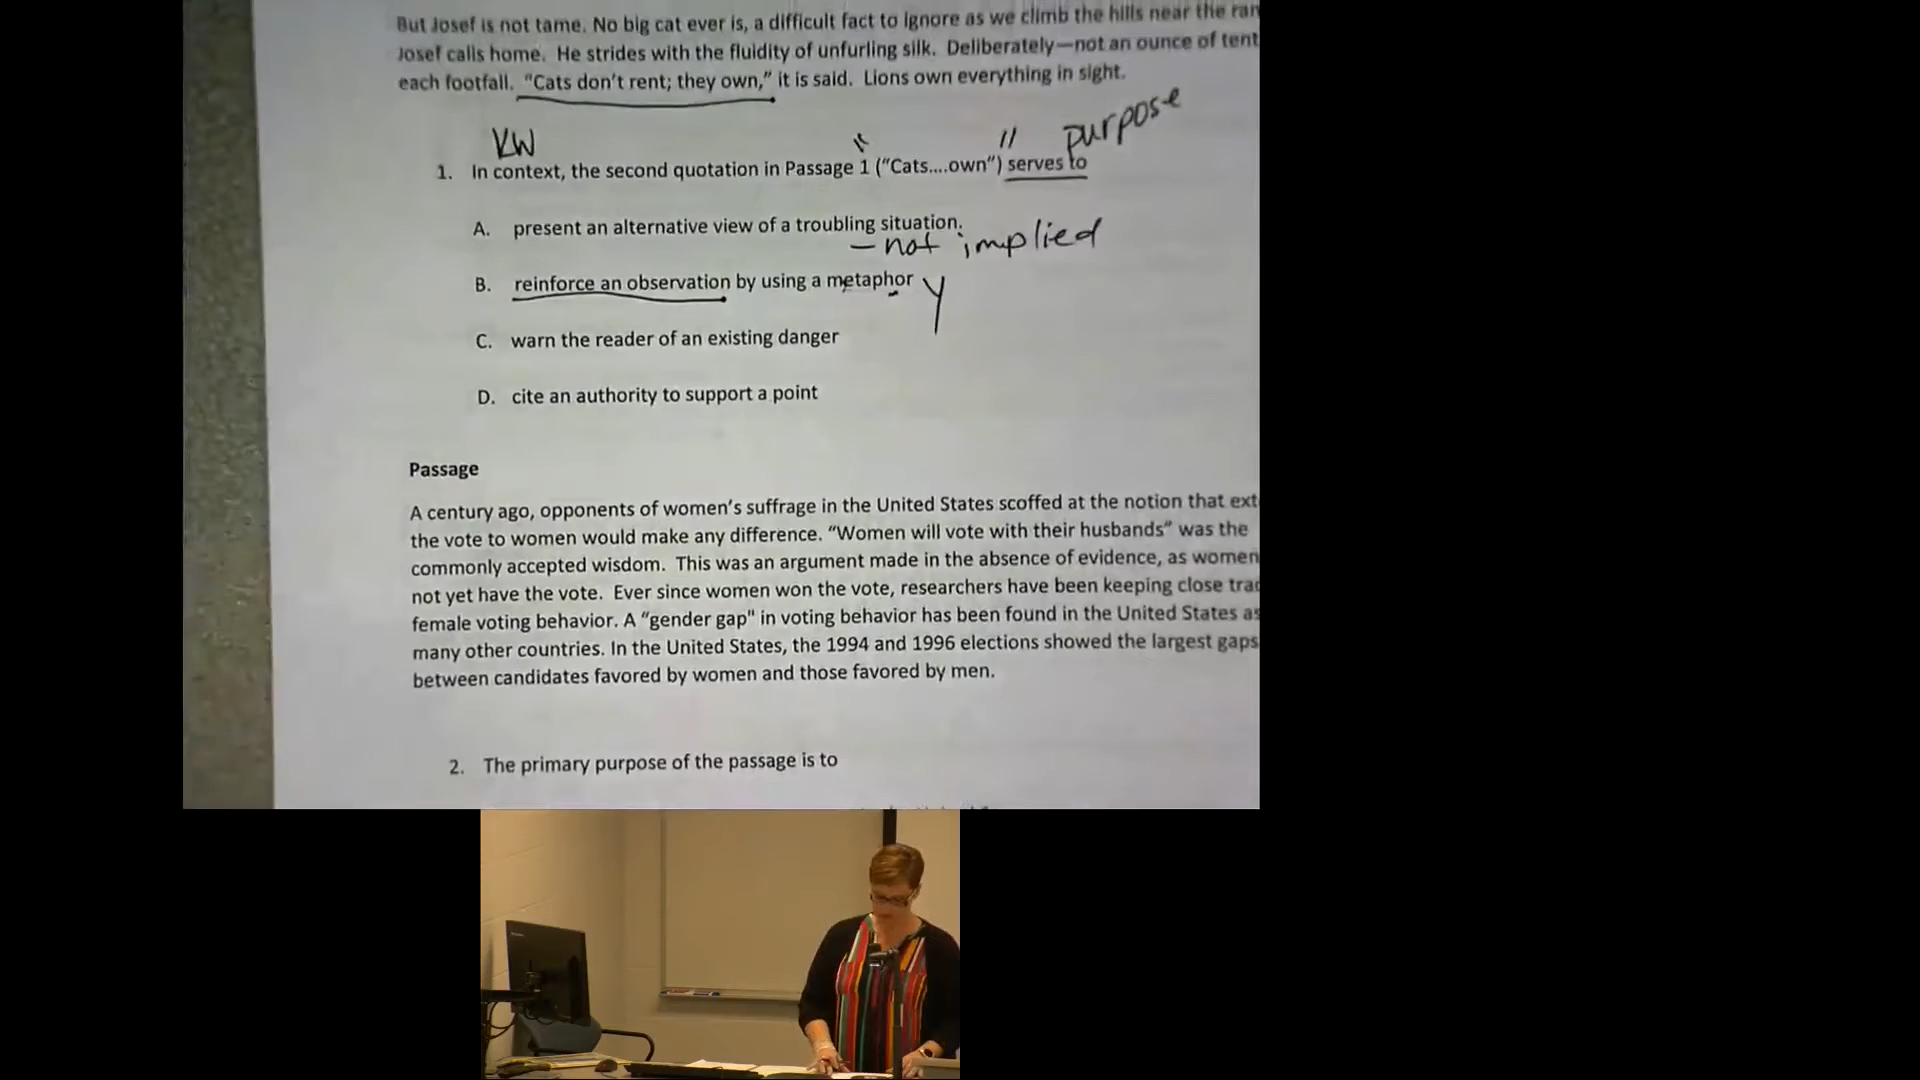 But Josef is not tame. No big cat ever is, a difficult fact to ignore as we climb the hills near the ran
Josef calls home. He strides with the fluidity of unfurling silk. Deliberately—not an ounce of tent
each footfall. “Cats don’t rent; they own,” it is said. Lions own everything in sight.
KW " " purpose
1. In context, the second quotation in Passage 1 (“Cats....own”) serves to
A. present an alternative view of a troubling situation.
– not implied
B. reinforce an observation by using a metaphor Y
C. warn the reader of an existing danger
D. cite an authority to support a point
Passage
A century ago, opponents of women’s suffrage in the United States scoffed at the notion that ext
the vote to women would make any difference. “Women will vote with their husbands” was the
commonly accepted wisdom. This was an argument made in the absence of evidence, as women
not yet have the vote. Ever since women won the vote, researchers have been keeping close trac
female voting behavior. A “gender gap" in voting behavior has been found in the United States as
many other countries. In the United States, the 1994 and 1996 elections showed the largest gaps
between candidates favored by women and those favored by men.
2. The primary purpose of the passage is to